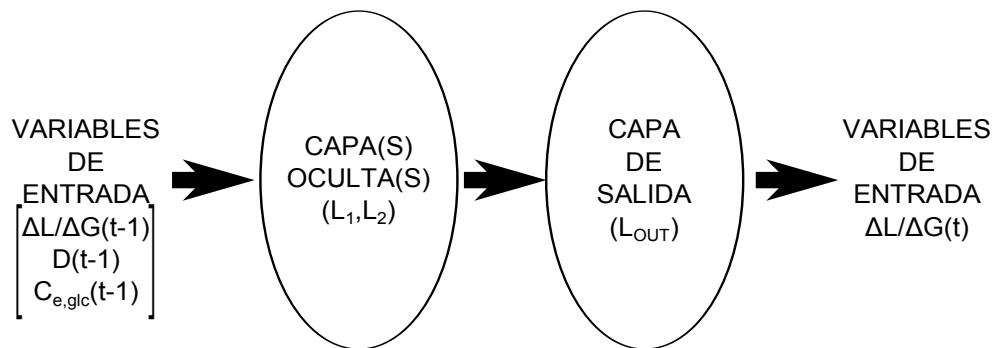 VARIABLES
DE
ENTRADA
ΔL/ΔG(t-1)
D(t-1)
Ce,glc(t-1)
CAPA(S)
OCULTA(S)
(L1,L2)
CAPA
DE
SALIDA
(LOUT)
VARIABLES
DE
ENTRADA
ΔL/ΔG(t)